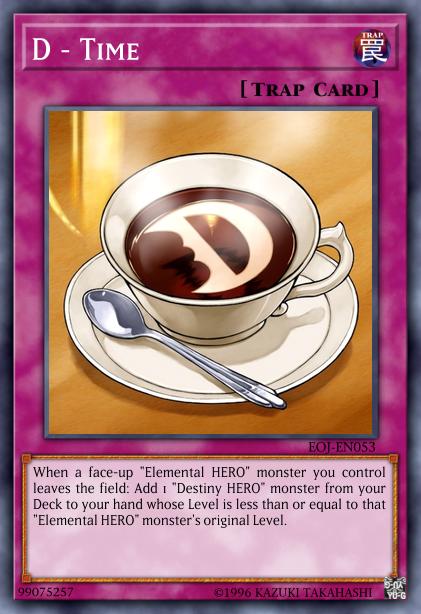 D - Time
TRAP
罠
[Trap Card]
D
EOJ-EN053
When a face-up "Elemental HERO" monster you control
leaves the field: Add 1 "Destiny HERO" monster from your
Deck to your hand whose Level is less than or equal to that
"Elemental HERO" monster's original Level.
99075257
©1996 KAZUKI TAKAHASHI